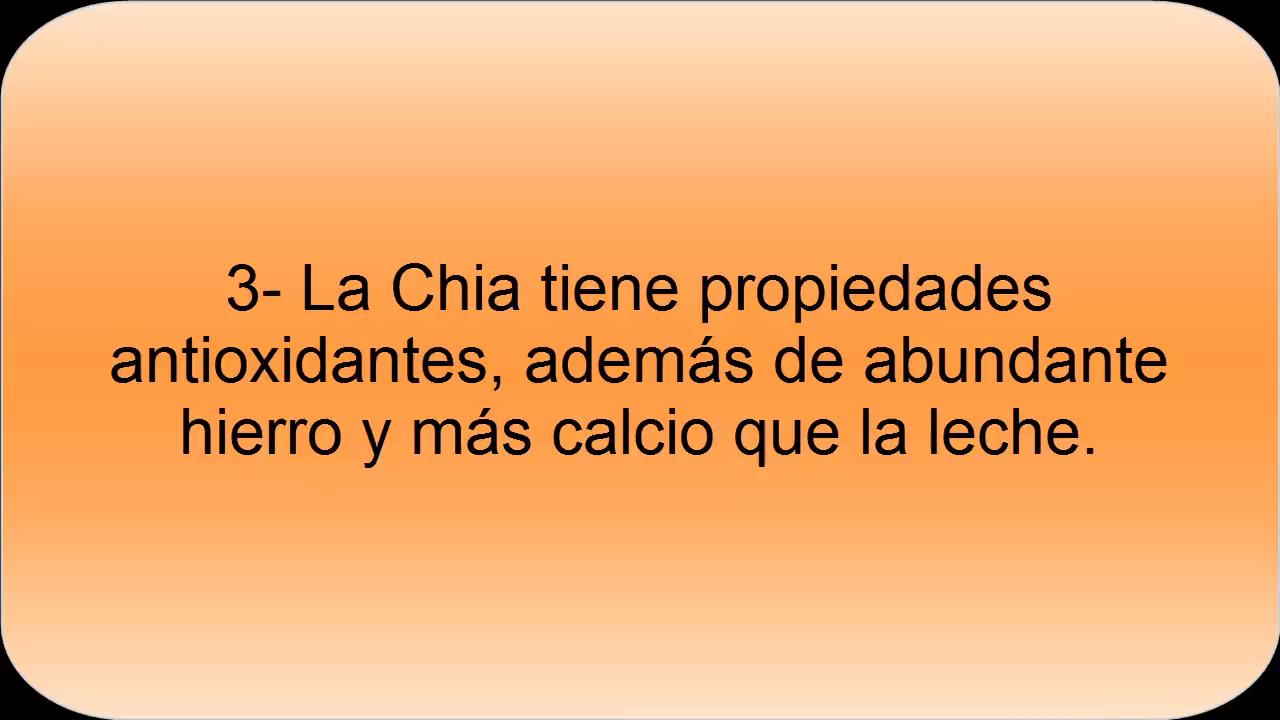 3- La Chia tiene propiedades
antioxidantes, además de abundante
hierro y más calcio que la leche.